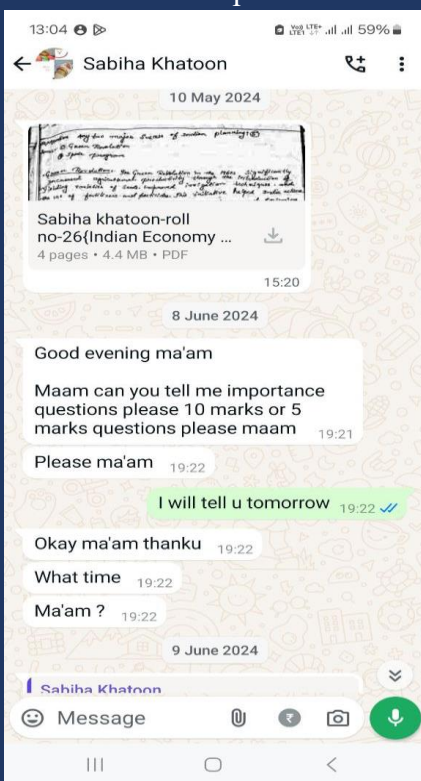 13:04 59%
Sabiha Khatoon
10 May 2024
Sabiha khatoon-roll
no-26{Indian Economy ...
4 pages • 4.4 MB • PDF
15:20
8 June 2024
Good evening ma'am
Maam can you tell me importance
questions please 10 marks or 5
marks questions please maam 19:21
Please ma'am 19:22
I will tell u tomorrow 19:22
Okay ma'am thanku 19:22
What time 19:22
Ma'am ? 19:22
9 June 2024
Sabiha Khatoon
Message